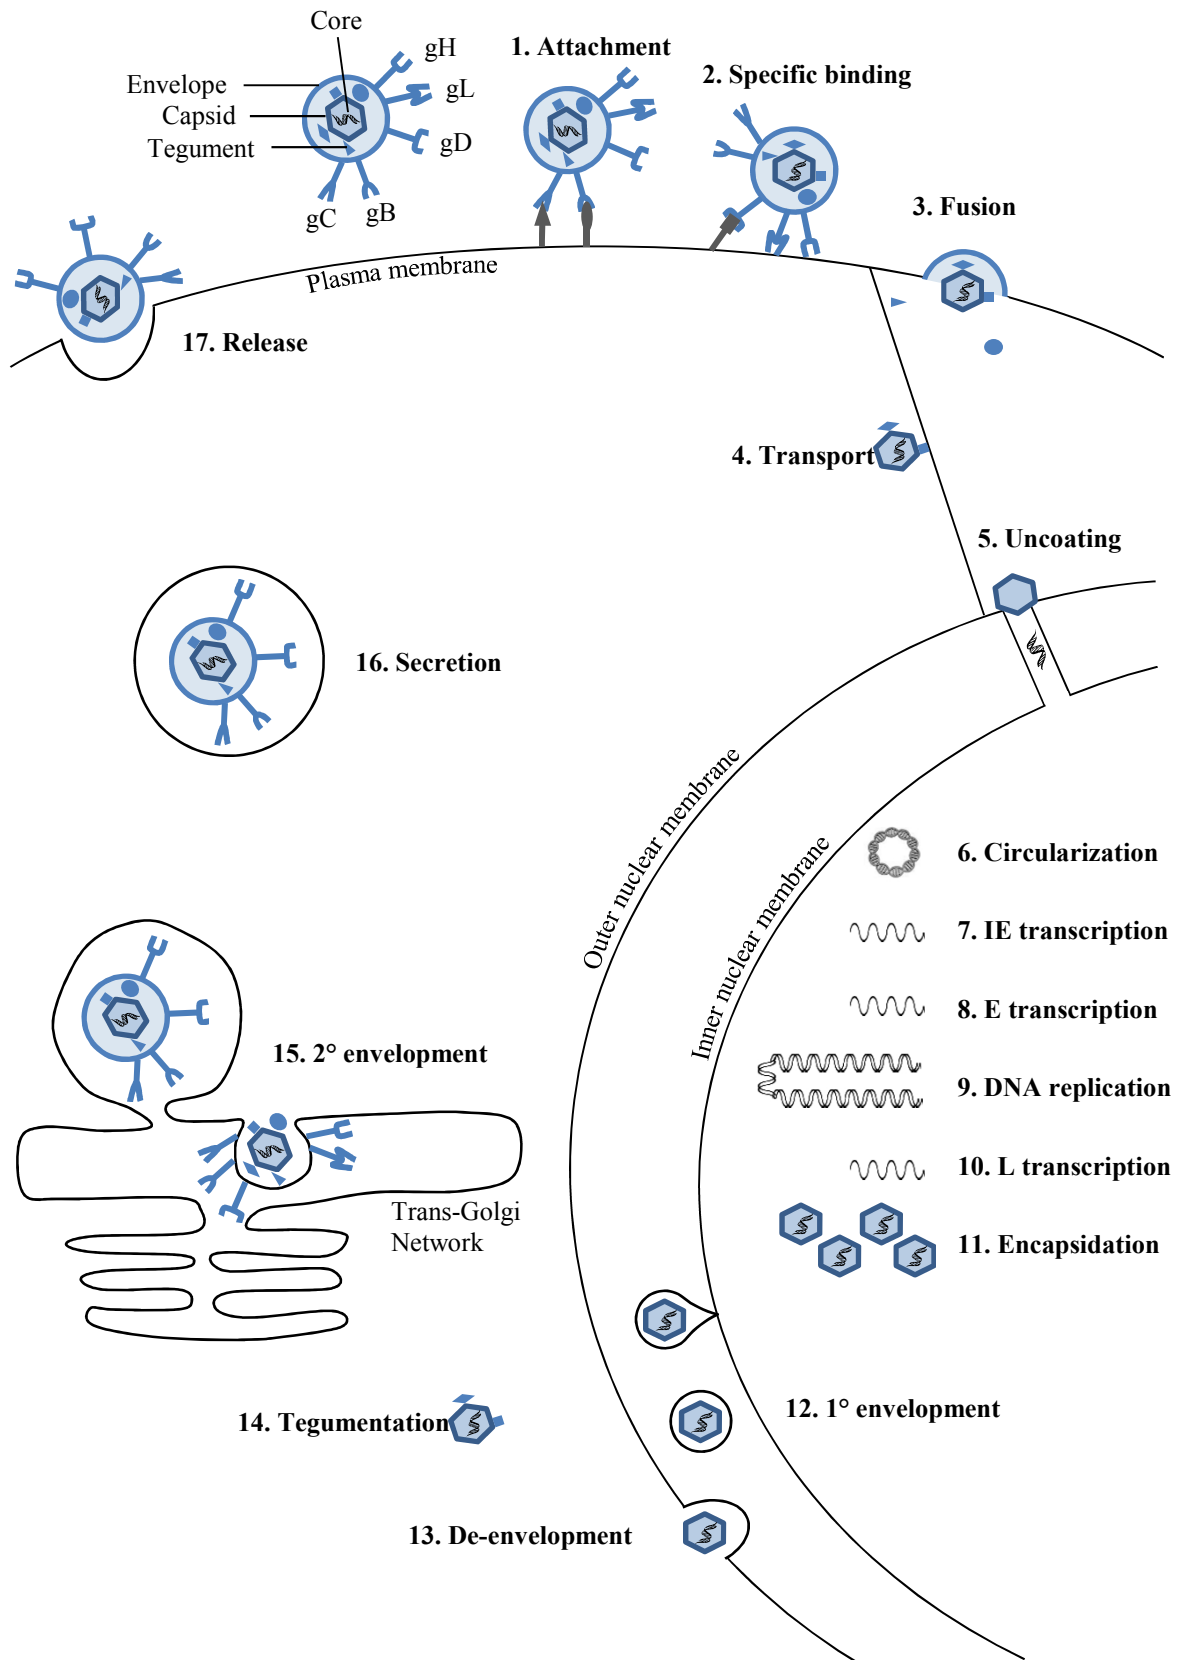 Core
gH
Envelope
gL
Capsid
Tegument
gD
gC
gB
1. Attachment
2. Specific binding
3. Fusion
Plasma membrane
17. Release
4. Transport
5. Uncoating
16. Secretion
Outer nuclear membrane
Inner nuclear membrane
6. Circularization
7. IE transcription
8. E transcription
9. DNA replication
10. L transcription
11. Encapsidation
15. 2° envelopment
Trans-Golgi
Network
12. 1° envelopment
14. Tegumentation
13. De-envelopment